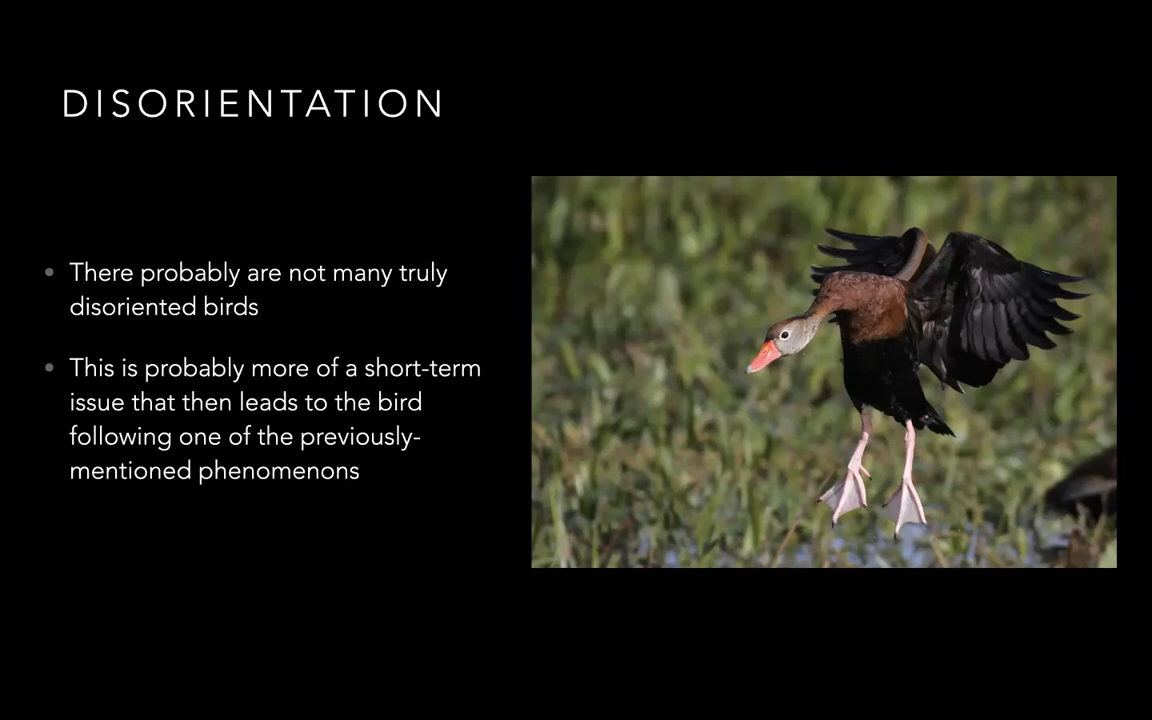 DISORIENTATION
• There probably are not many truly
disoriented birds
• This is probably more of a short-term
issue that then leads to the bird
following one of the previously-
mentioned phenomenons